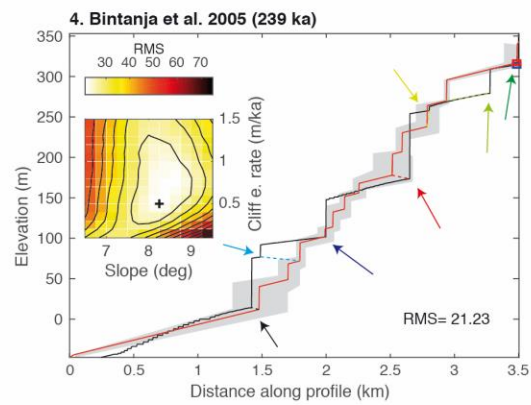 4. Bintanja et al. 2005 (239 ka)
350
300
250
200
150
100
50
0
Elevation (m)
RMS
30 40 50 60 70
1.5
1
0.5
Cliff e. rate (m/ka)
7 8 9
Slope (deg)
RMS= 21.23
0 0.5 1 1.5 2 2.5 3 3.5
Distance along profile (km)